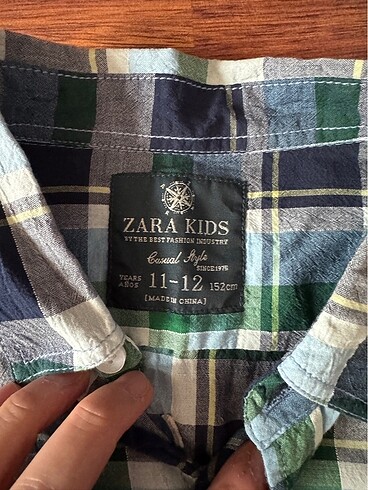 ZARA KIDS
BY THE BEST FASHION INDUSTRY
Casual Style
SINCE 1975
YEARS
AÑOS
11-12
152cm
[MADE IN CHINA]